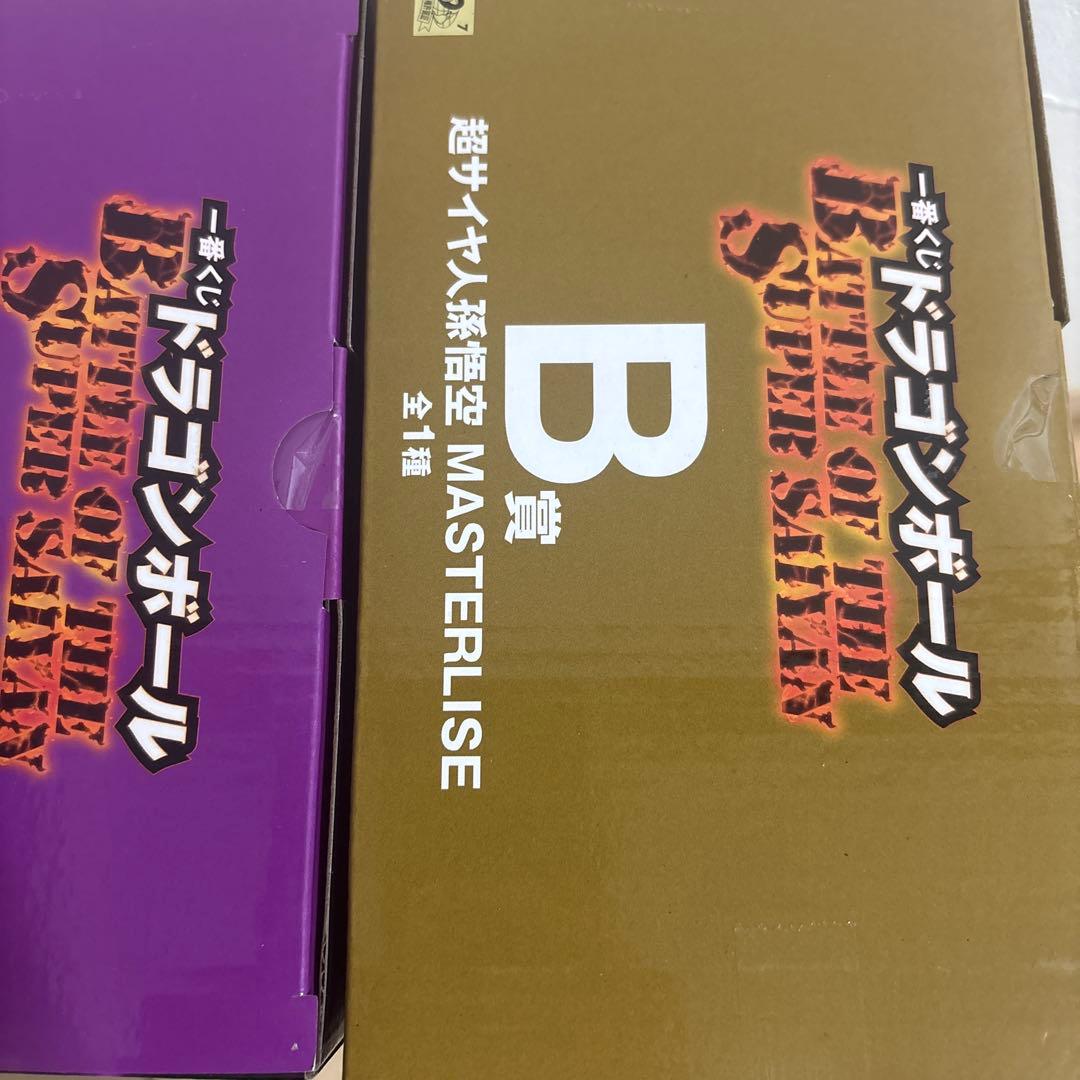 一番くじ
ドラゴンボール
BATTLE OF THE
SUPER SAIYAN
一番くじ
ドラゴンボール
BATTLE OF THE
SUPER SAIYAN
B賞
超サイヤ人孫悟空 MASTERLISE
全1種
7